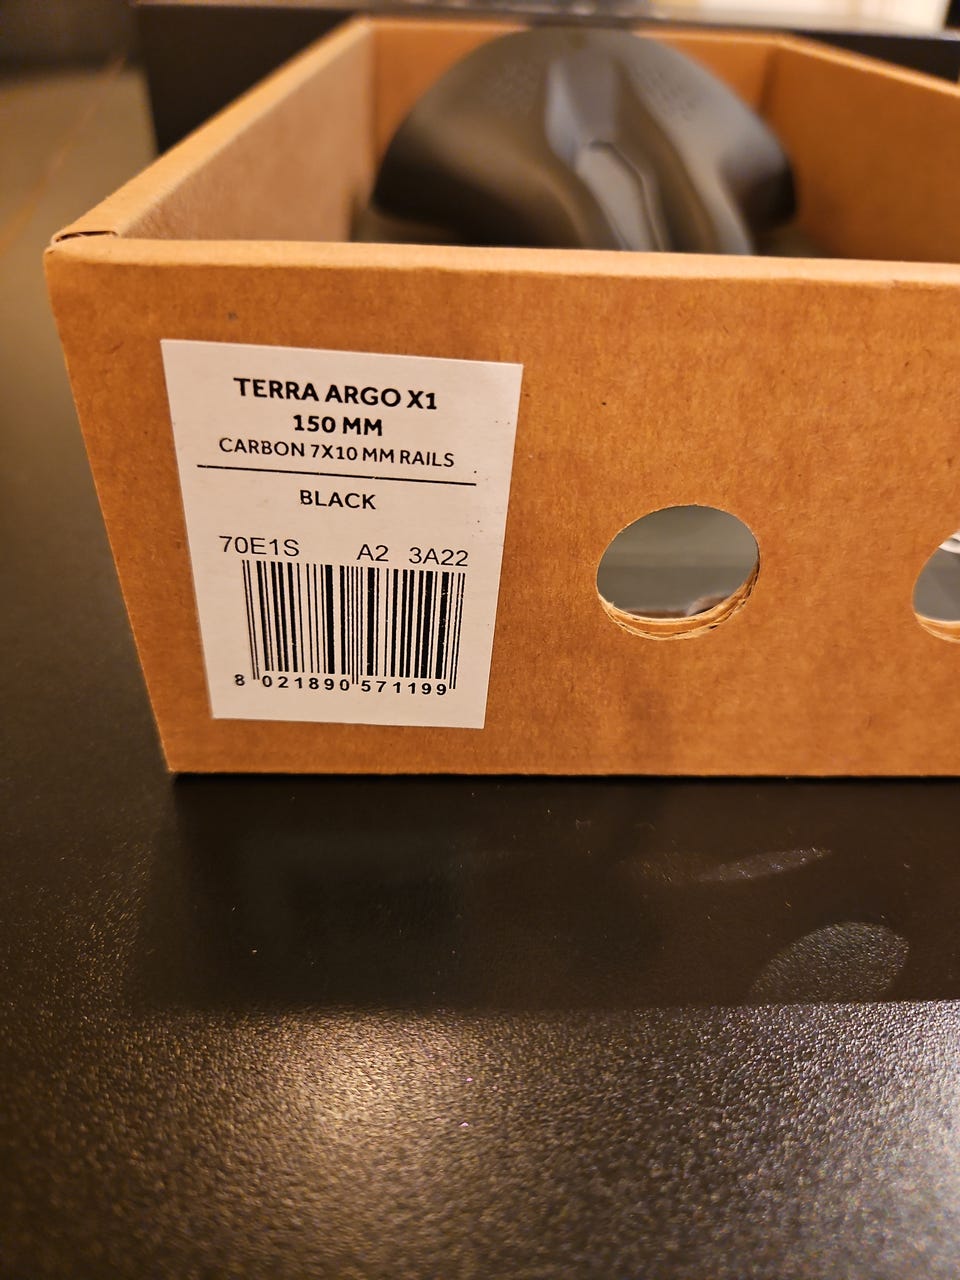 TERRA ARGO X1
150 MM
CARBON 7X10 MM RAILS
BLACK
70E1S A2 3A22
8 021890 571199